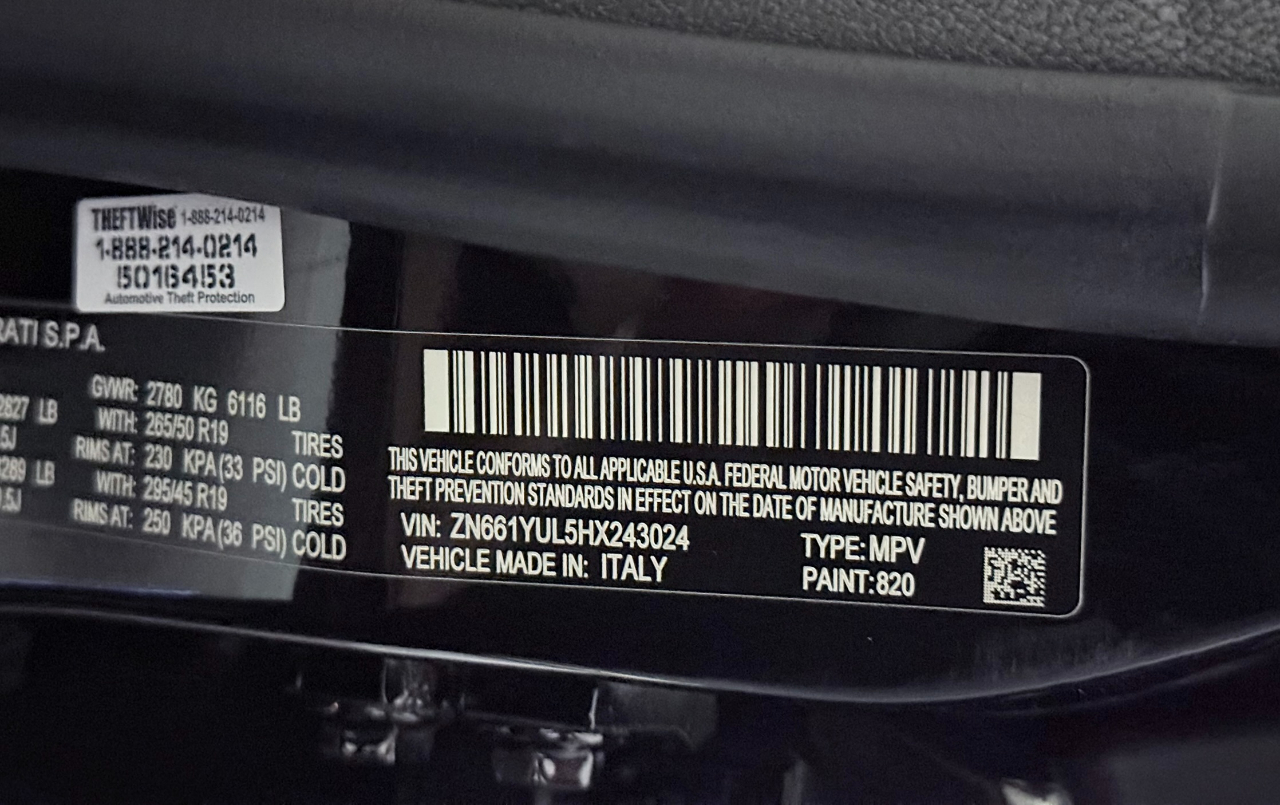 THEFTWise 1-888-214-0214
1-888-214-0214
50164153
Automotive Theft Protection
RATI S.P.A.
GVWR: 2780 KG 6116 LB
2827 LB WITH: 265/50 R19 TIRES
5J RIMS AT: 230 KPA(33 PSI) COLD
289 LB WITH: 295/45 R19 TIRES
.5J RIMS AT: 250 KPA(36 PSI) COLD
THIS VEHICLE CONFORMS TO ALL APPLICABLE U.S.A. FEDERAL MOTOR VEHICLE SAFETY, BUMPER AND
THEFT PREVENTION STANDARDS IN EFFECT ON THE DATE OF MANUFACTURE SHOWN ABOVE
VIN: ZN661YUL5HX243024 TYPE: MPV
VEHICLE MADE IN: ITALY PAINT: 820